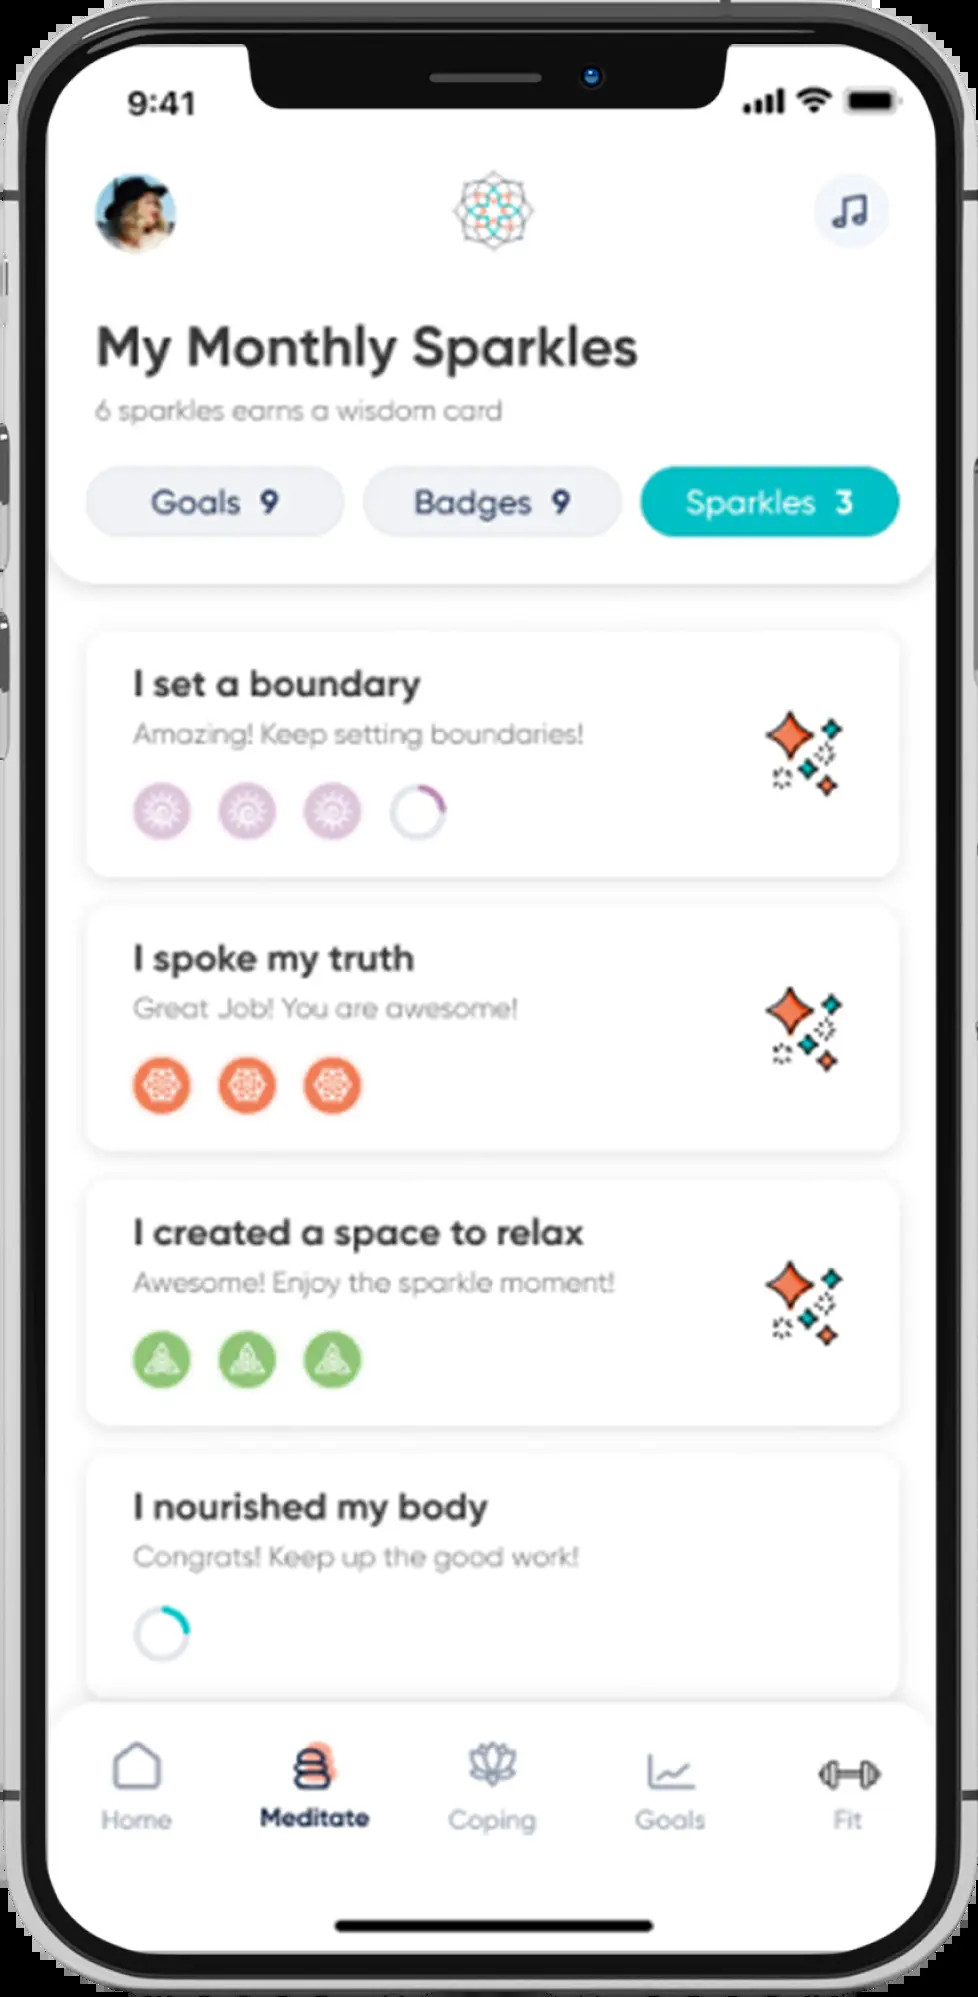 9:41
My Monthly Sparkles
6 sparkles earns a wisdom card
Goals 9 Badges 9 Sparkles 3
I set a boundary
Amazing! Keep setting boundaries!
I spoke my truth
Great Job! You are awesome!
I created a space to relax
Awesome! Enjoy the sparkle moment!
I nourished my body
Congrats! Keep up the good work!
Home Meditate Coping Goals Fit